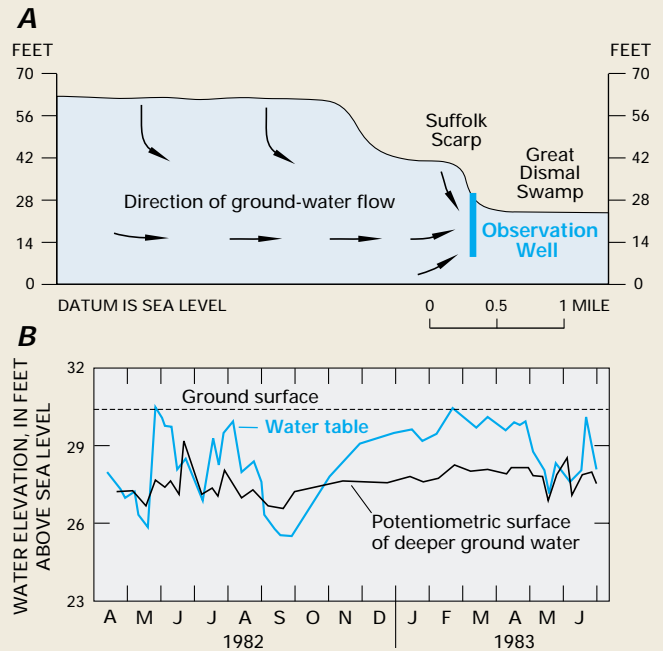 A
FEET
FEET
70
56
42
28
14
0
70
56
42
28
14
0
Suffolk
Scarp
Great
Dismal
Swamp
Direction of ground-water flow
Observation
Well
DATUM IS SEA LEVEL
0 0.5 1 MILE
B
WATER ELEVATION, IN FEET
ABOVE SEA LEVEL
32
29
26
23
Ground surface
Water table
Potentiometric surface
of deeper ground water
A M J J A S O N D J F M A M J
1982 1983